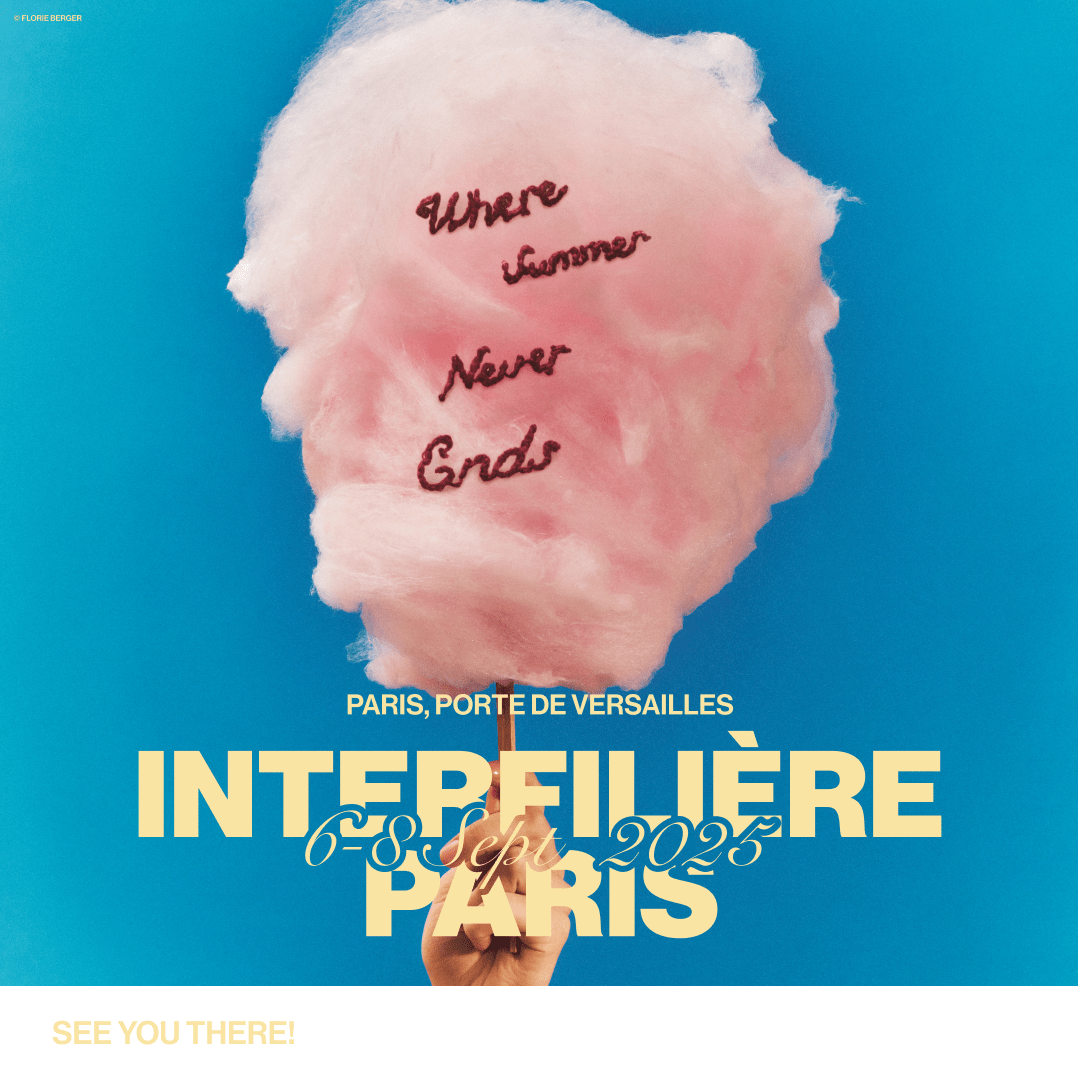 © FLORIE BERGER
Where
Summer
Never
Ends
PARIS, PORTE DE VERSAILLES
INTERFILIÈRE
6-8 Sept 2025
PARIS
SEE YOU THERE!